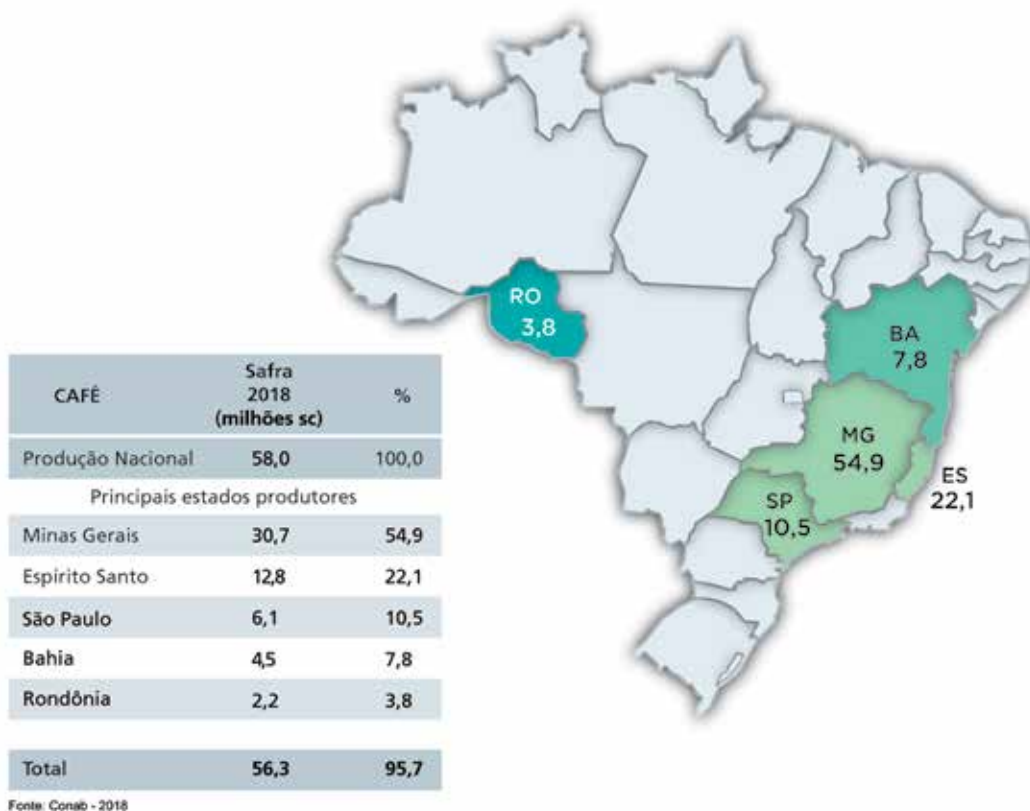 RO
3,8
BA
7,8
MG
54,9
ES
22,1
SP
10,5
CAFÉ Safra 2018 (milhões sc) %
Produção Nacional 58,0 100,0
Principais estados produtores
Minas Gerais 30,7 54,9
Espírito Santo 12,8 22,1
São Paulo 6,1 10,5
Bahia 4,5 7,8
Rondônia 2,2 3,8
Total 56,3 95,7
Fonte: Conab - 2018